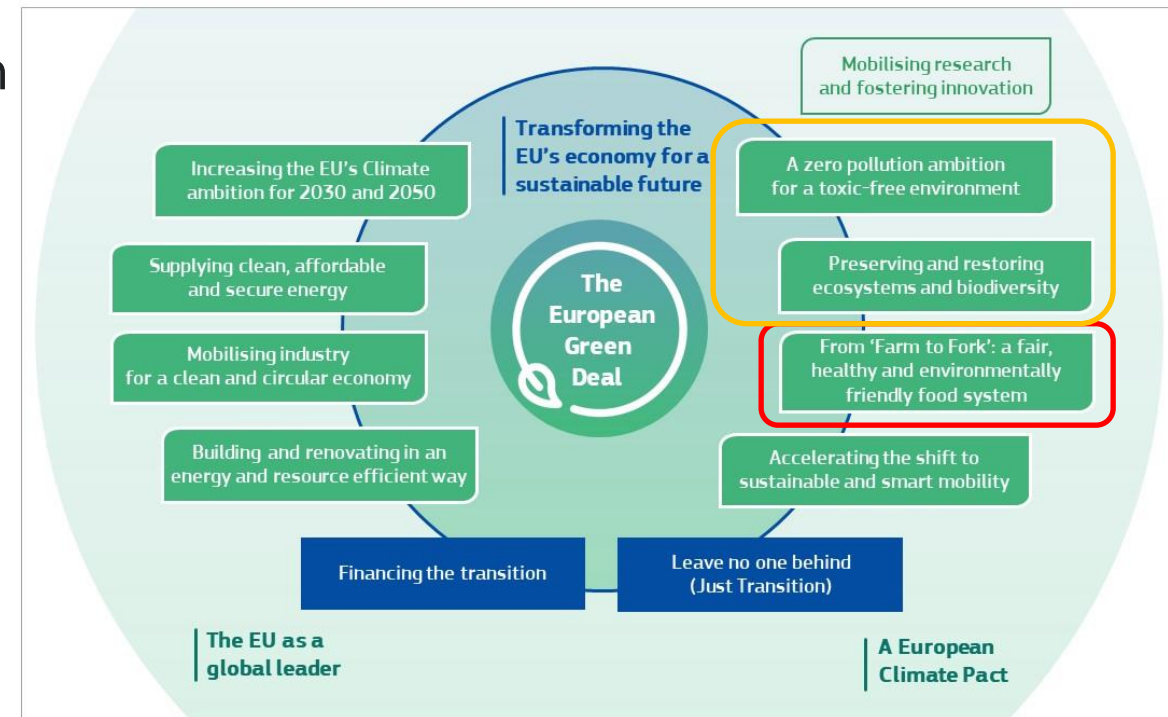 n
Mobilising research
and fostering innovation
Transforming the
EU's economy for a
sustainable future
Increasing the EU's Climate
ambition for 2030 and 2050
Supplying clean, affordable
and secure energy
Mobilising industry
for a clean and circular economy
Building and renovating in an
energy and resource efficient way
The
European
Green
Deal
A zero pollution ambition
for a toxic-free environment
Preserving and restoring
ecosystems and biodiversity
From ‘Farm to Fork’: a fair,
healthy and environmentally
friendly food system
Accelerating the shift to
sustainable and smart mobility
Financing the transition
Leave no one behind
(Just Transition)
The EU as a
global leader
A European
Climate Pact